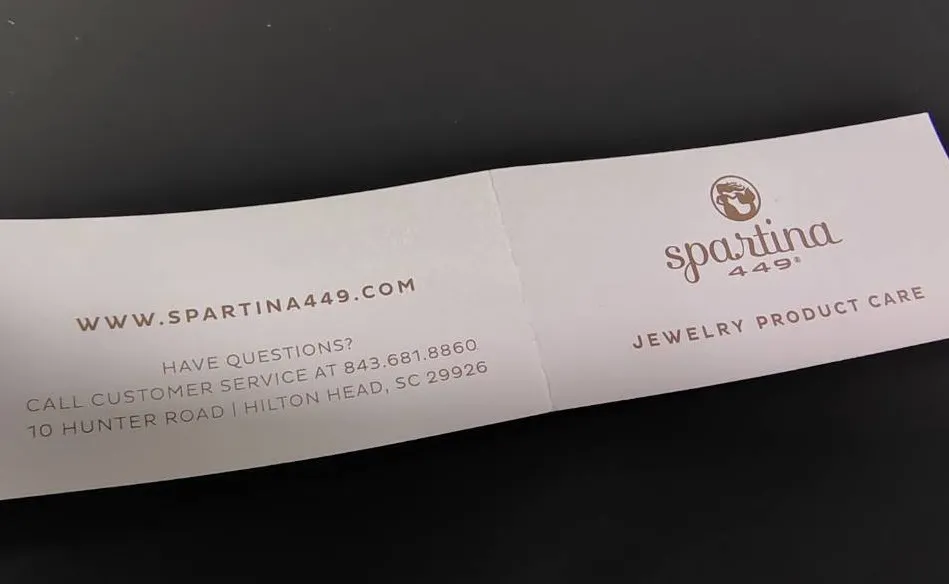 WWW.SPARTINA449.COM
HAVE QUESTIONS?
CALL CUSTOMER SERVICE AT 843.681.8860
10 HUNTER ROAD | HILTON HEAD, SC 29926
spartina
449®
JEWELRY PRODUCT CARE